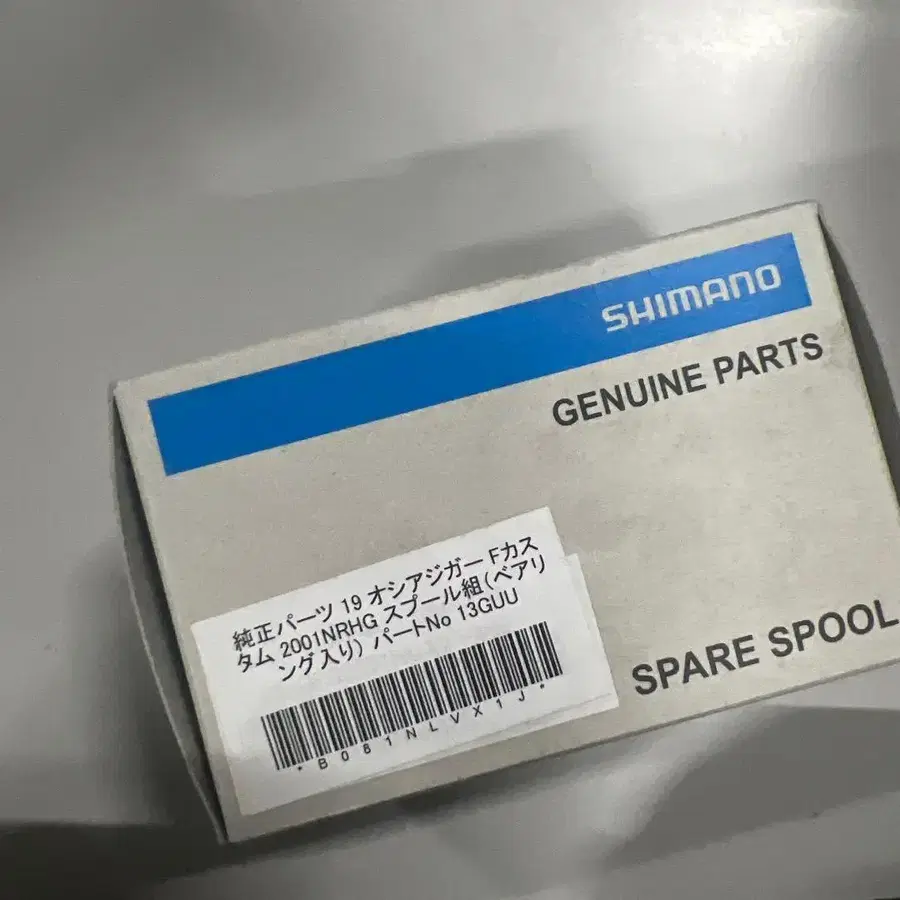 SHIMANO
GENUINE PARTS
純正パーツ 19 オシアジガー Fカス
タム 2001NRHG スプール組(ベアリ
ング入り) パートNo 13GUU
*B081NLVX1J*
SPARE SPOOL